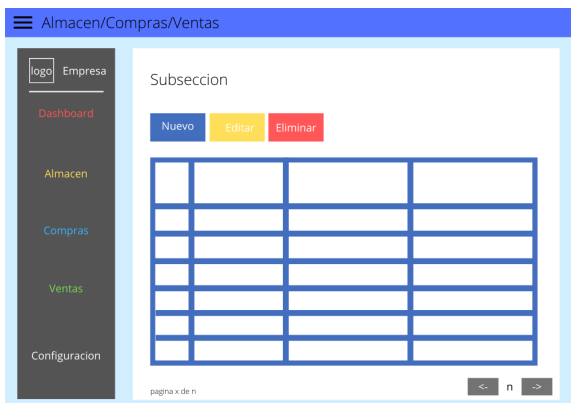 Almacen/Compras/Ventas
logo Empresa
Dashboard
Almacen
Compras
Ventas
Configuracion
Subseccion
Nuevo Editar Eliminar
pagina x de n
<- n ->